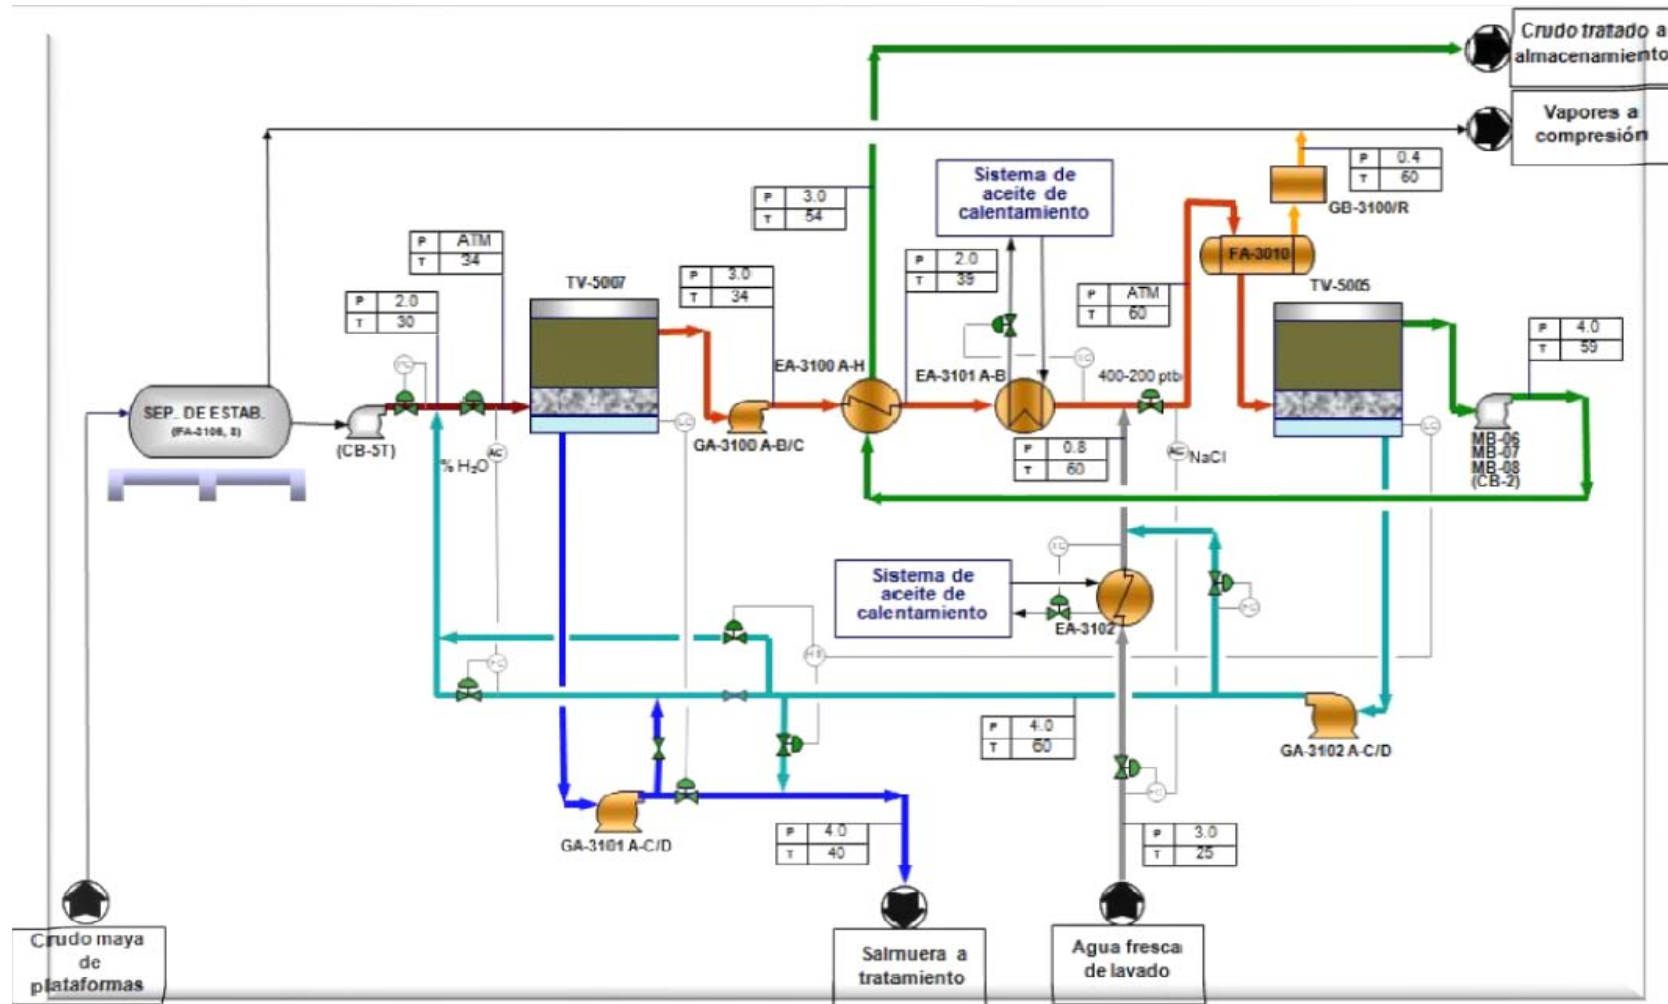 Crudo tratado a
almacenamiento
Vapores a
compresión
P 0.4
T 60
GB-3100/R
Sistema de
aceite de
calentamiento
P 3.0
T 54
P ATM
T 34
TV-5007
P 3.0
T 34
P 2.0
T 39
FA-3010
TV-5005
P 2.0
T 30
P ATM
T 60
P 4.0
T 59
EA-3100 A-H
EA-3101 A-B
400-200 ptb
SEP. DE ESTAB.
(CB-5T)
% H₂O
AC
LC
GA-3100 A-B/C
P 0.8
T 60
AC
NaCl
LC
MB-06
MB-07
MB-08
(CB-2)
Sistema de
aceite de
calentamiento
EA-3102
P 4.0
T 60
GA-3102 A-C/D
GA-3101 A-C/D
P 4.0
T 40
P 3.0
T 25
Crudo maya
de
plataformas
Salmuera a
tratamiento
Agua fresca
de lavado